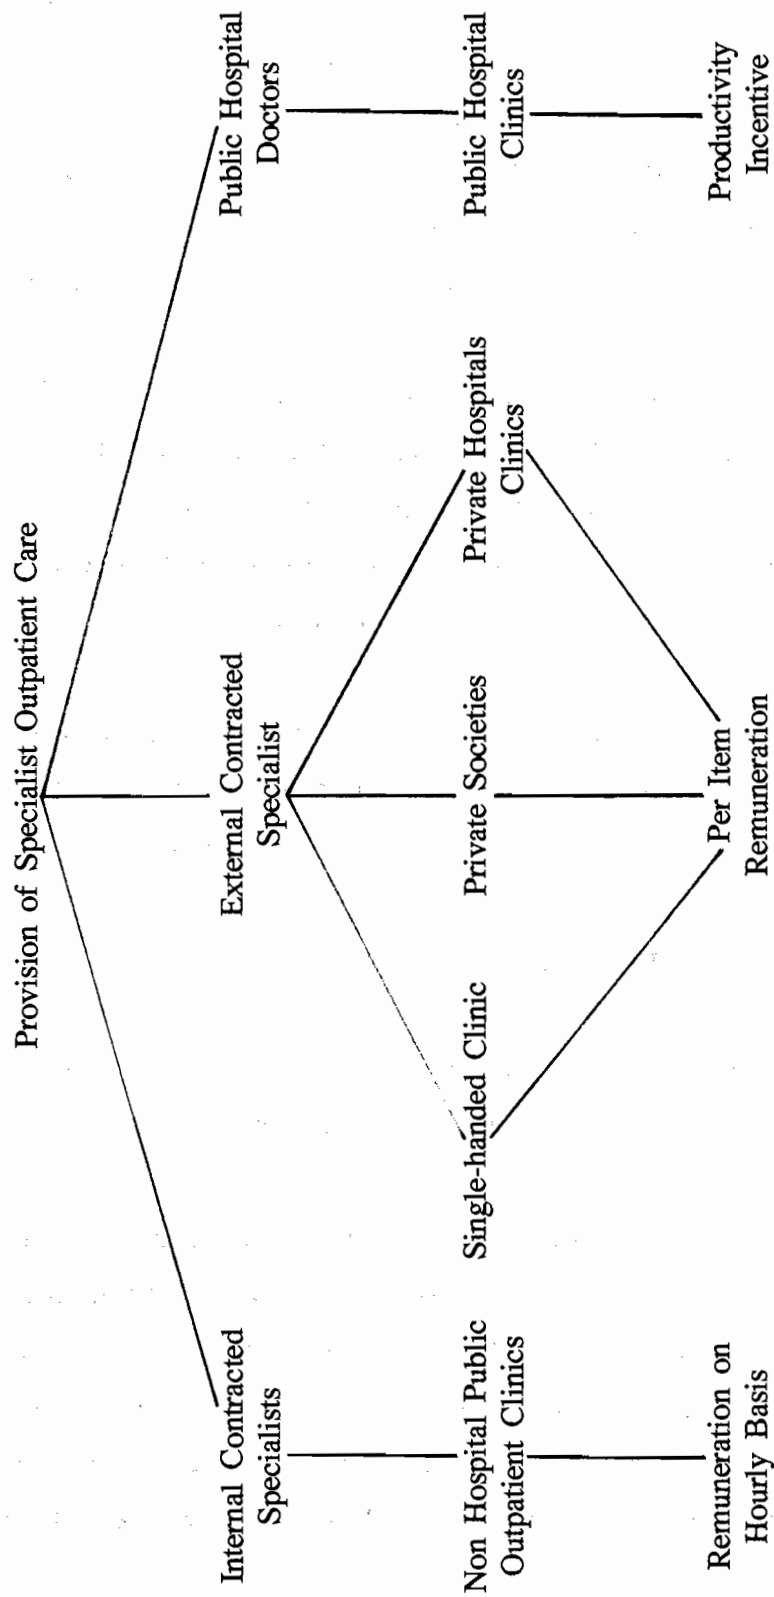 Provision of Specialist Outpatient Care
Internal Contracted
Specialists
External Contracted
Specialist
Public Hospital
Doctors
Non Hospital Public
Outpatient Clinics
Single-handed Clinic
Private Societies
Private Hospitals
Clinics
Public Hospital
Clinics
Remuneration on
Hourly Basis
Per Item
Remuneration
Productivity
Incentive